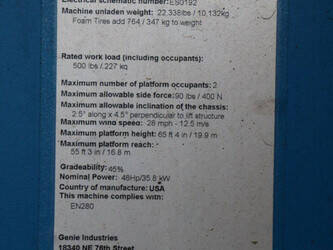 Electrical schematic number:ES0192
Machine unladen weight: 22,338lbs / 10,132kg
Foam Tires add 764 / 347 kg to weight
Rated work load (including occupants):
500 lbs /.227 kg
Maximum number of platform occupants: 2
Maximum allowable side force:90 lbs / 400 N
Maximum allowable inclination of the chassis:
2.5° along x 4.5° perpendicular to lift structure
Maximum wind speed: 28 mph - 12.5 m/s
Maximum platform height: 65 ft 4 in / 19.9 m
Maximum platform reach:
55 ft 3 in / 16.8 m
Gradeability: 45%
Nominal Power: 48Hp/35.8 kW
Country of manufacture: USA
This machine complies with:
EN280
Genie Industries
18340 NE 76th Street